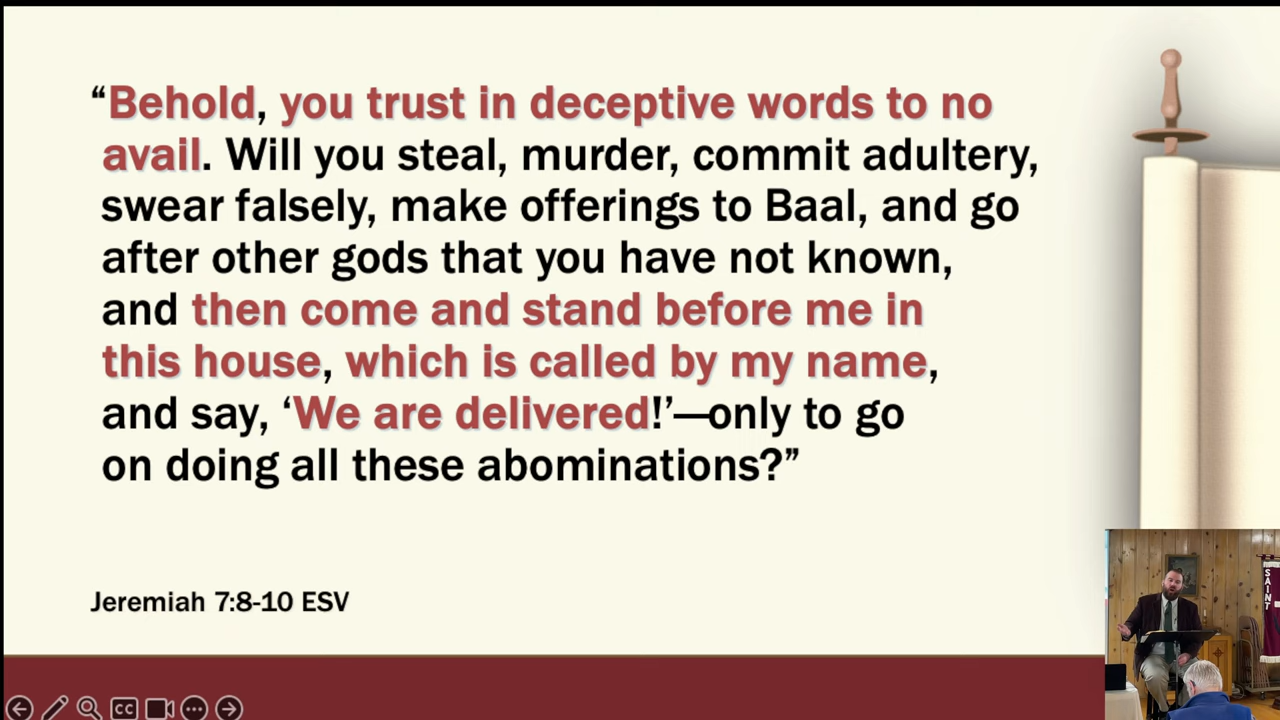 “Behold, you trust in deceptive words to no
avail. Will you steal, murder, commit adultery,
swear falsely, make offerings to Baal, and go
after other gods that you have not known,
and then come and stand before me in
this house, which is called by my name,
and say, ‘We are delivered!’—only to go
on doing all these abominations?”
Jeremiah 7:8-10 ESV
SAINT
CC